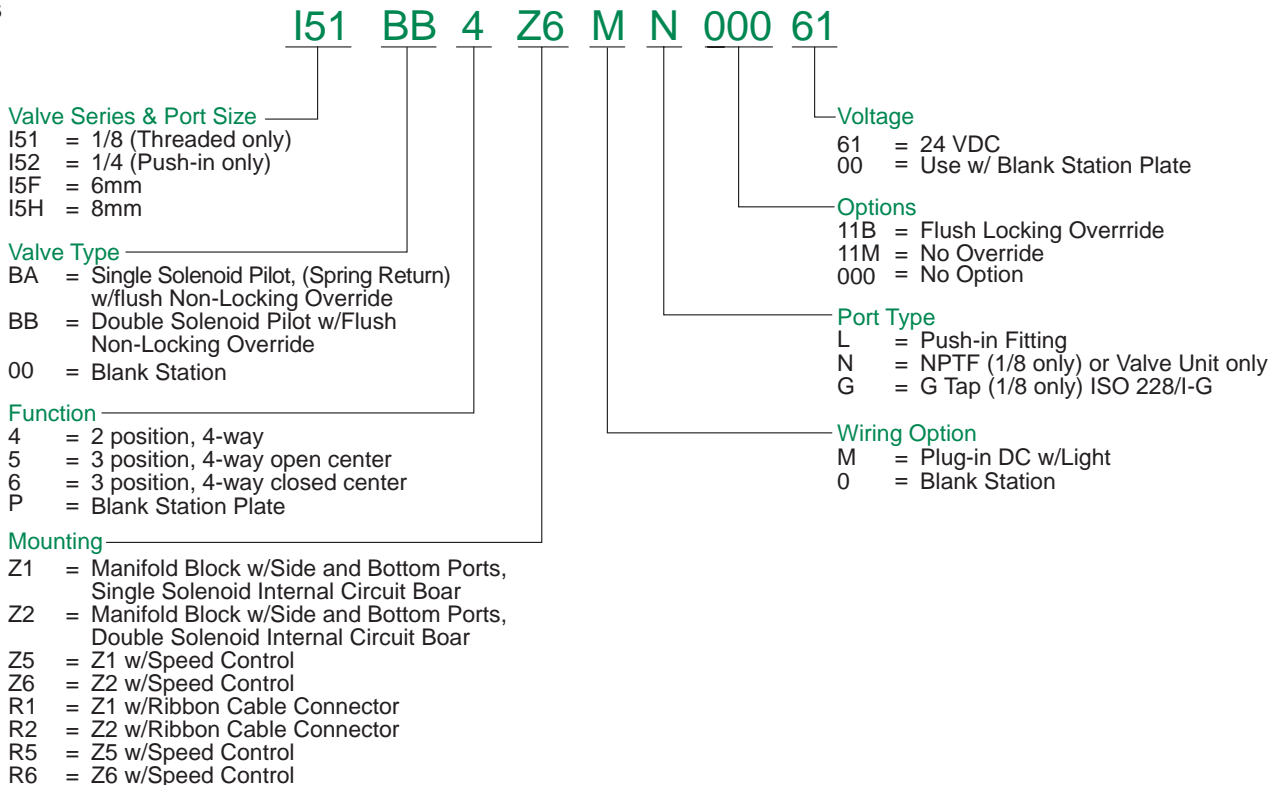 I51 BB 4 Z6 M N 000 61
Valve Series & Port Size
I51 = 1/8 (Threaded only)
I52 = 1/4 (Push-in only)
I5F = 6mm
I5H = 8mm
Valve Type
BA = Single Solenoid Pilot, (Spring Return)
w/flush Non-Locking Override
BB = Double Solenoid Pilot w/Flush
Non-Locking Override
00 = Blank Station
Function
4 = 2 position, 4-way
5 = 3 position, 4-way open center
6 = 3 position, 4-way closed center
P = Blank Station Plate
Mounting
Z1 = Manifold Block w/Side and Bottom Ports,
Single Solenoid Internal Circuit Boar
Z2 = Manifold Block w/Side and Bottom Ports,
Double Solenoid Internal Circuit Boar
Z5 = Z1 w/Speed Control
Z6 = Z2 w/Speed Control
R1 = Z1 w/Ribbon Cable Connector
R2 = Z2 w/Ribbon Cable Connector
R5 = Z5 w/Speed Control
R6 = Z6 w/Speed Control
Voltage
61 = 24 VDC
00 = Use w/ Blank Station Plate
Options
11B = Flush Locking Overrride
11M = No Override
000 = No Option
Port Type
L = Push-in Fitting
N = NPTF (1/8 only) or Valve Unit only
G = G Tap (1/8 only) ISO 228/I-G
Wiring Option
M = Plug-in DC w/Light
0 = Blank Station